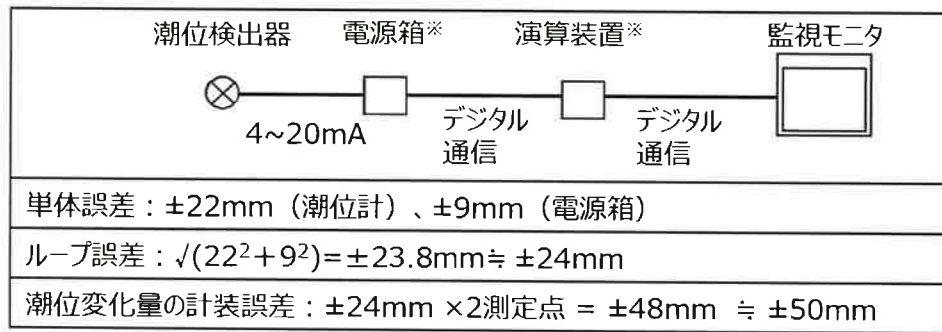 潮位検出器 電源箱※ 演算装置※ 監視モニタ
4~20mA デジタル通信 デジタル通信
単体誤差：±22mm（潮位計）、±9mm（電源箱）
ループ誤差：√(22²+9²)=±23.8mm≒ ±24mm
潮位変化量の計装誤差：±24mm ×2測定点 = ±48mm ≒ ±50mm